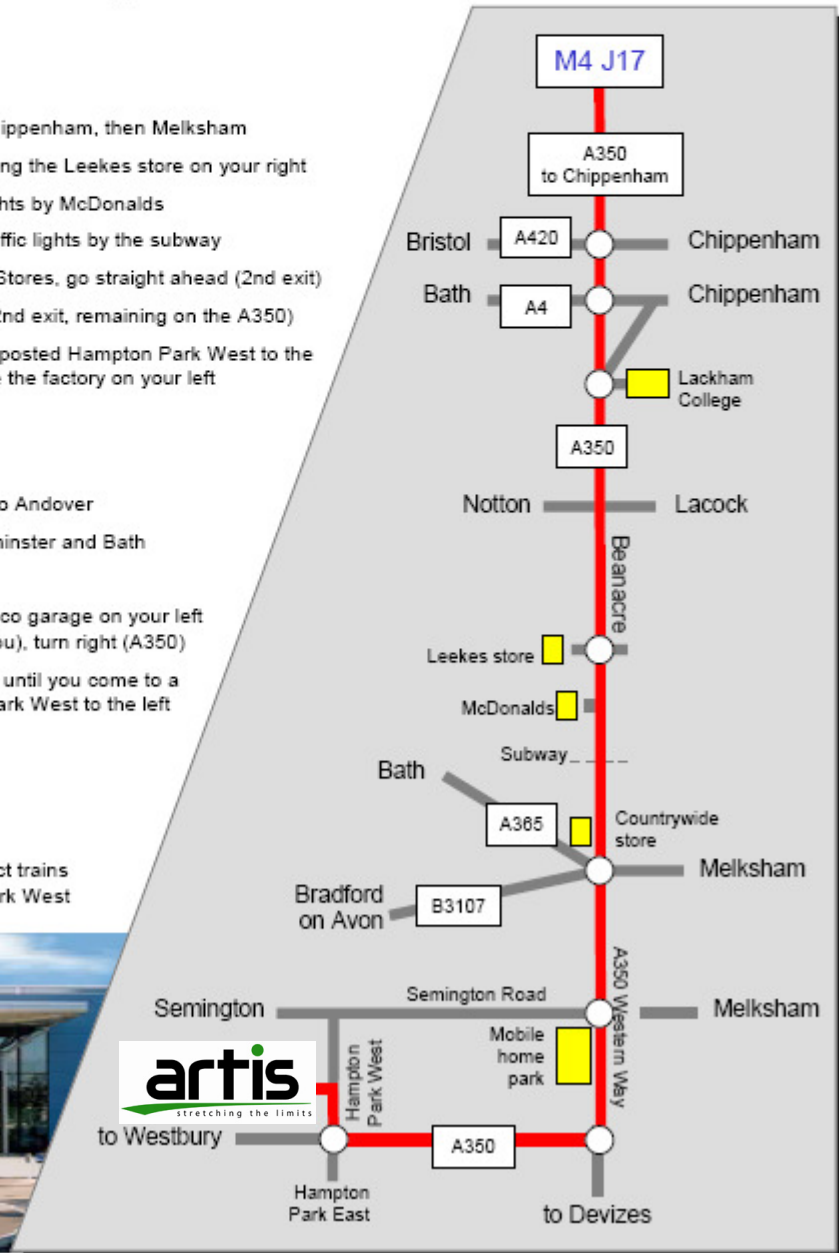 ippenham, then Melksham
ng the Leekes store on your right
hts by McDonalds
ffic lights by the subway
Stores, go straight ahead (2nd exit)
2nd exit, remaining on the A350)
posted Hampton Park West to the
the factory on your left
o Andover
minster and Bath
co garage on your left
ou), turn right (A350)
until you come to a
ark West to the left
ct trains
rk West
M4 J17
A350
to Chippenham
Bristol
A420
Chippenham
Bath
A4
Chippenham
Lackham
College
A350
Notton
Lacock
Beanacre
Leekes store
McDonalds
Subway
Bath
A365
Countrywide
store
Melksham
Bradford
on Avon
B3107
A350 Western Way
Semington
Semington Road
Melksham
Mobile
home
park
Hampton
Park West
artis
stretching the limits
to Westbury
A350
Hampton
Park East
to Devizes